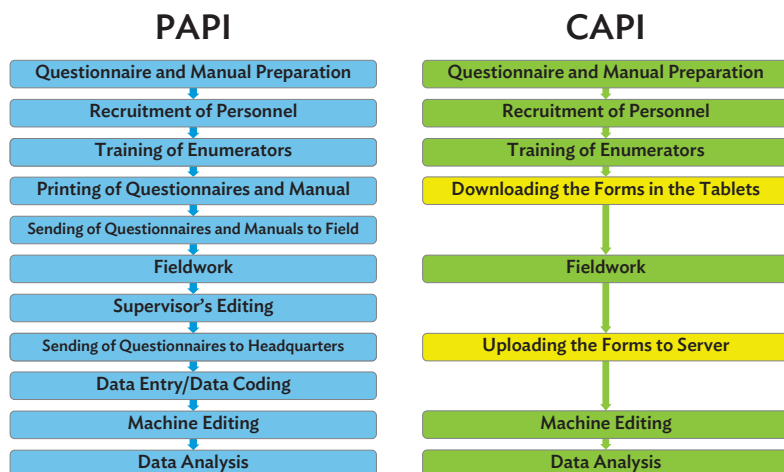 PAPI
Questionnaire and Manual Preparation
Recruitment of Personnel
Training of Enumerators
Printing of Questionnaires and Manual
Sending of Questionnaires and Manuals to Field
Fieldwork
Supervisor’s Editing
Sending of Questionnaires to Headquarters
Data Entry/Data Coding
Machine Editing
Data Analysis
CAPI
Questionnaire and Manual Preparation
Recruitment of Personnel
Training of Enumerators
Downloading the Forms in the Tablets
Fieldwork
Uploading the Forms to Server
Machine Editing
Data Analysis